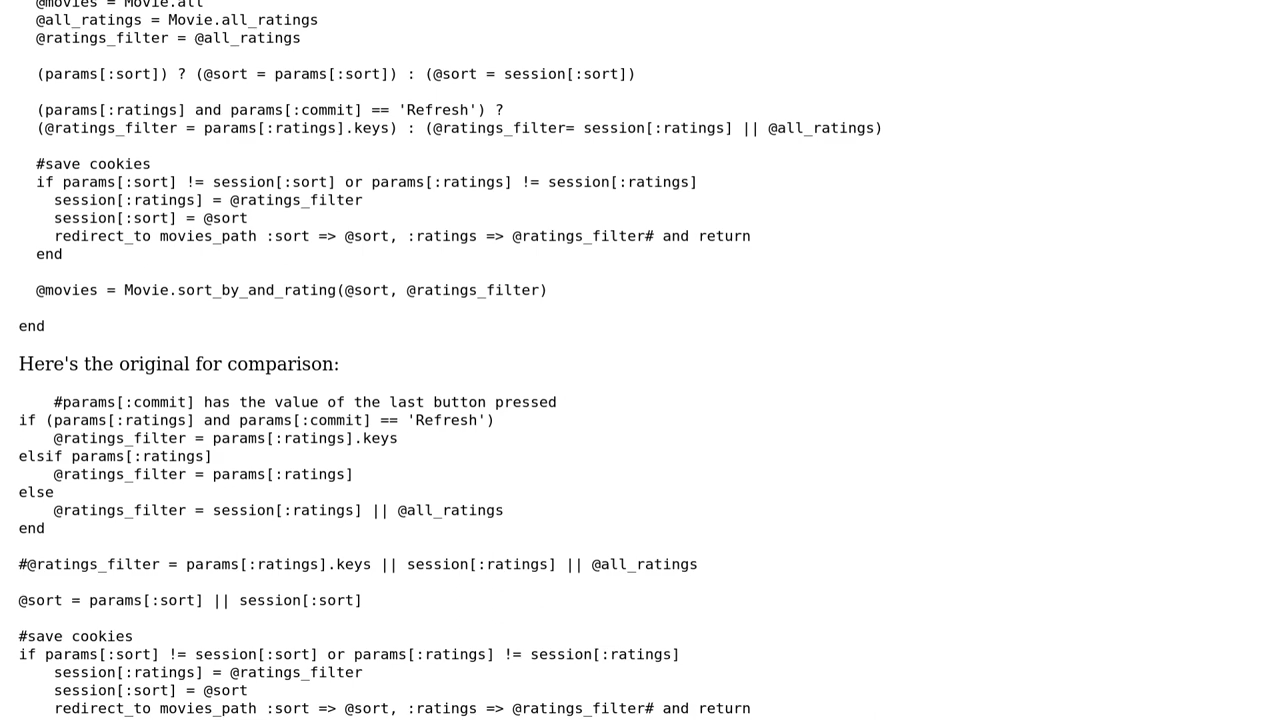 @movies = Movie.all
@all_ratings = Movie.all_ratings
@ratings_filter = @all_ratings
(params[:sort]) ? (@sort = params[:sort]) : (@sort = session[:sort])
(params[:ratings] and params[:commit] == 'Refresh') ?
(@ratings_filter = params[:ratings].keys) : (@ratings_filter= session[:ratings] || @all_ratings)
#save cookies
if params[:sort] != session[:sort] or params[:ratings] != session[:ratings]
session[:ratings] = @ratings_filter
session[:sort] = @sort
redirect_to movies_path :sort => @sort, :ratings => @ratings_filter# and return
end
@movies = Movie.sort_by_and_rating(@sort, @ratings_filter)
end
Here's the original for comparison:
#params[:commit] has the value of the last button pressed
if (params[:ratings] and params[:commit] == 'Refresh')
@ratings_filter = params[:ratings].keys
elsif params[:ratings]
@ratings_filter = params[:ratings]
else
@ratings_filter = session[:ratings] || @all_ratings
end
#@ratings_filter = params[:ratings].keys || session[:ratings] || @all_ratings
@sort = params[:sort] || session[:sort]
#save cookies
if params[:sort] != session[:sort] or params[:ratings] != session[:ratings]
session[:ratings] = @ratings_filter
session[:sort] = @sort
redirect_to movies_path :sort => @sort, :ratings => @ratings_filter# and return